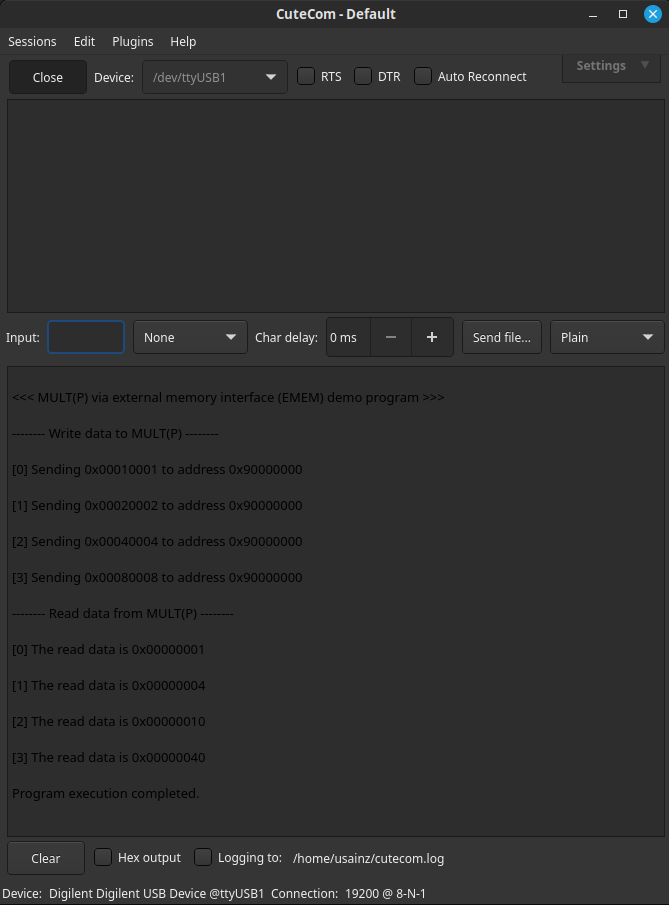 CuteCom - Default
Sessions Edit Plugins Help
Close Device: /dev/ttyUSB1 RTS DTR Auto Reconnect Settings
Input: None Char delay: 0 ms − + Send file... Plain
<<< MULT(P) via external memory interface (EMEM) demo program >>>
-------- Write data to MULT(P) --------
[0] Sending 0x00010001 to address 0x90000000
[1] Sending 0x00020002 to address 0x90000000
[2] Sending 0x00040004 to address 0x90000000
[3] Sending 0x00080008 to address 0x90000000
-------- Read data from MULT(P) --------
[0] The read data is 0x00000001
[1] The read data is 0x00000004
[2] The read data is 0x00000010
[3] The read data is 0x00000040
Program execution completed.
Clear Hex output Logging to: /home/usainz/cutecom.log
Device: Digilent Digilent USB Device @ttyUSB1 Connection: 19200 @ 8-N-1